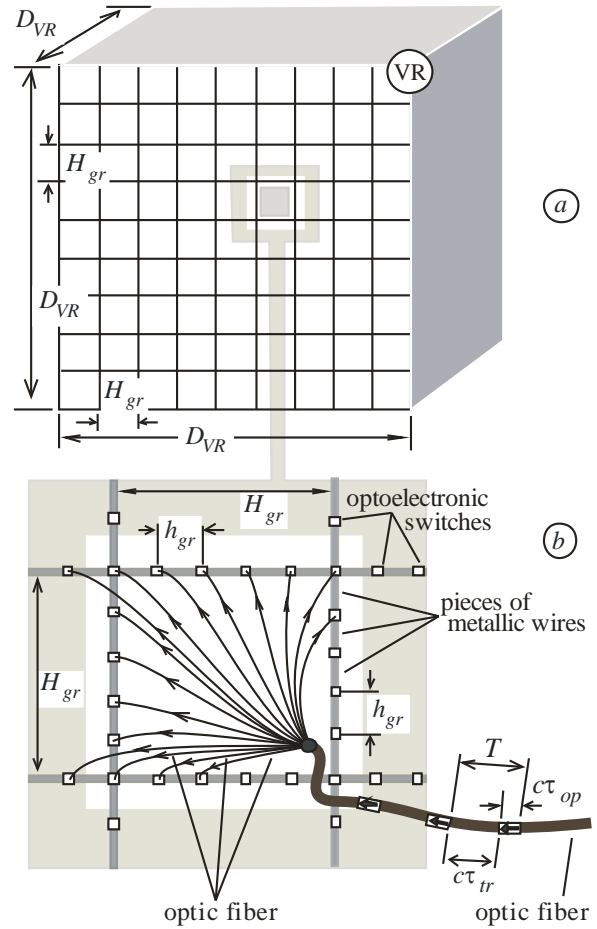 D_VR
VR
H_gr
a
D_VR
H_gr
D_VR
H_gr
optoelectronic
switches
h_gr
b
pieces of
metallic wires
H_gr
h_gr
T
cτ_op
cτ_tr
optic fiber
optic fiber